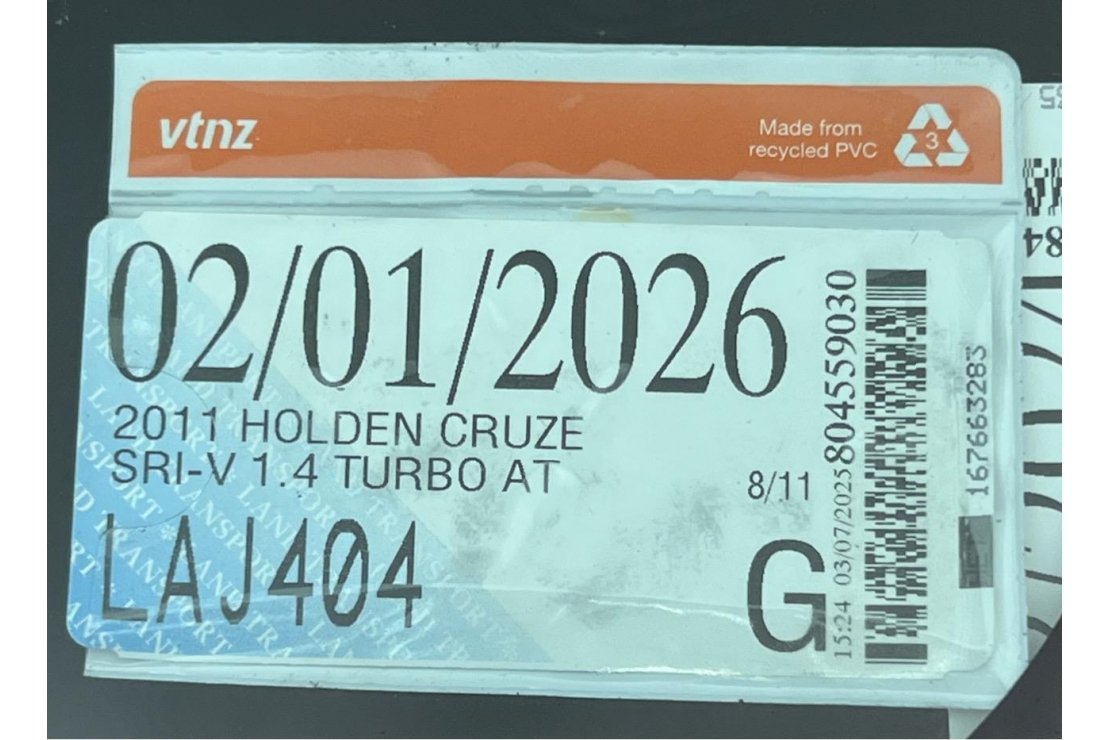 vtnz
Made from
recycled PVC
3
02/01/2026
2011 HOLDEN CRUZE
SRI-V 1.4 TURBO AT
8/11
LAJ404
G
15:24 03/07/2025 8045559030
167663283